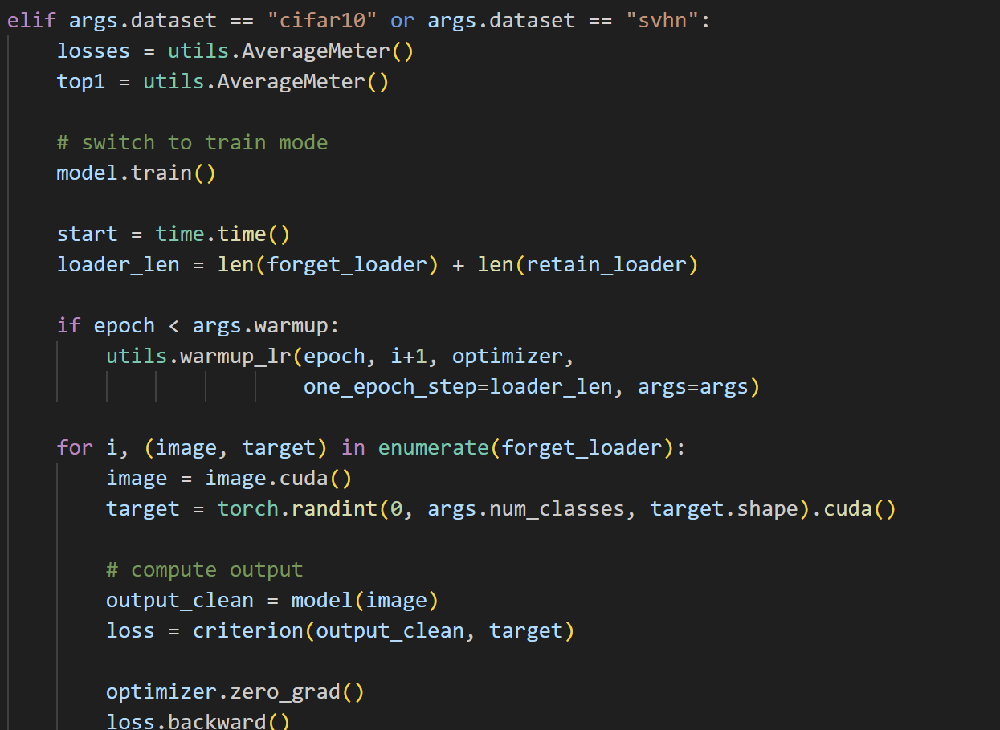 elif args.dataset == "cifar10" or args.dataset == "svhn":
    losses = utils.AverageMeter()
    top1 = utils.AverageMeter()

    # switch to train mode
    model.train()

    start = time.time()
    loader_len = len(forget_loader) + len(retain_loader)

    if epoch < args.warmup:
        utils.warmup_lr(epoch, i+1, optimizer,
                        one_epoch_step=loader_len, args=args)

    for i, (image, target) in enumerate(forget_loader):
        image = image.cuda()
        target = torch.randint(0, args.num_classes, target.shape).cuda()

        # compute output
        output_clean = model(image)
        loss = criterion(output_clean, target)

        optimizer.zero_grad()
        loss.backward()